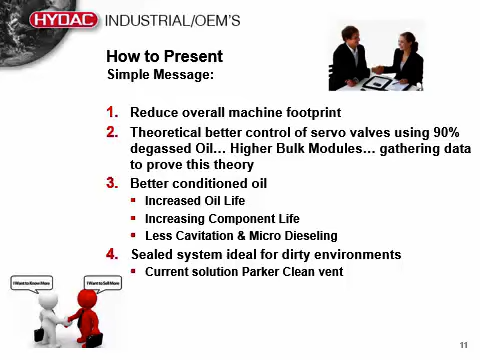 HYDAC INDUSTRIAL/OEM'S
How to Present
Simple Message:
1. Reduce overall machine footprint
2. Theoretical better control of servo valves using 90%
degassed Oil… Higher Bulk Modules… gathering data
to prove this theory
3. Better conditioned oil
▪ Increased Oil Life
▪ Increasing Component Life
▪ Less Cavitation & Micro Dieseling
4. Sealed system ideal for dirty environments
▪ Current solution Parker Clean vent
I Want to Know More
I Want to Sell More
11